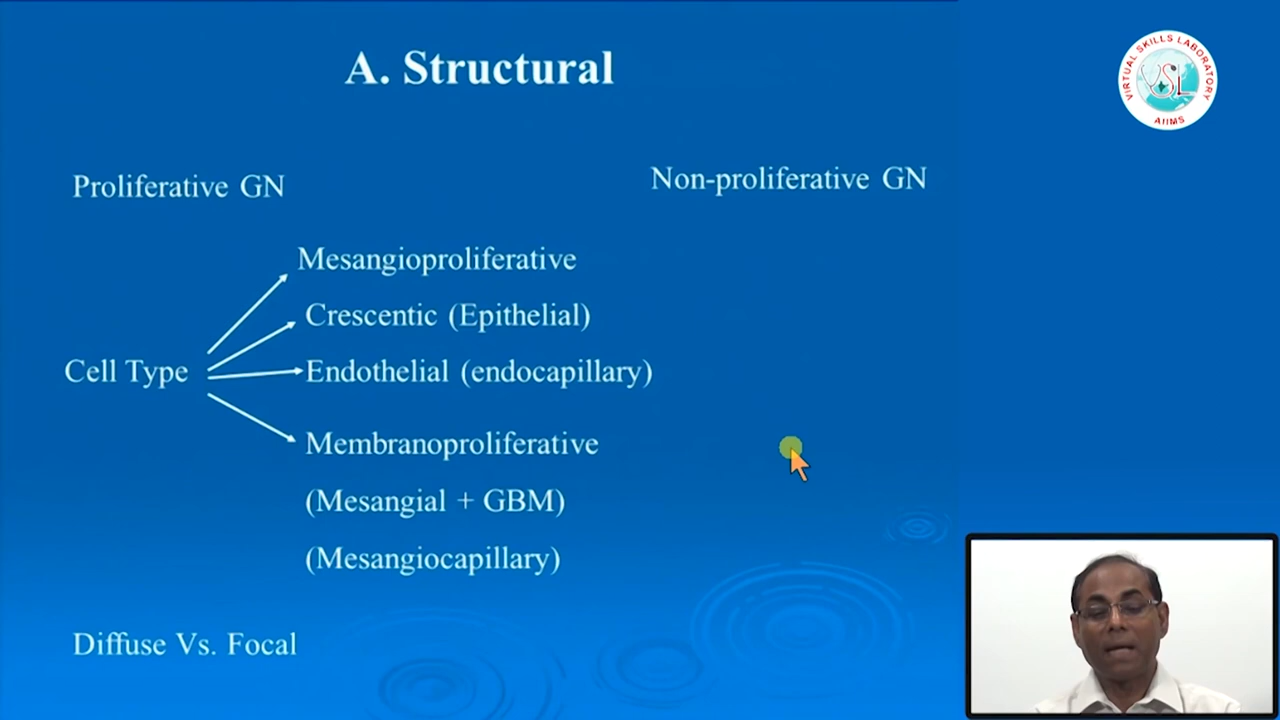 A. Structural
VIRTUAL SKILLS LABORATORY
VSL
AIIMS
Proliferative GN
Non-proliferative GN
Mesangioproliferative
Crescentic (Epithelial)
Cell Type
Endothelial (endocapillary)
Membranoproliferative
(Mesangial + GBM)
(Mesangiocapillary)
Diffuse Vs. Focal